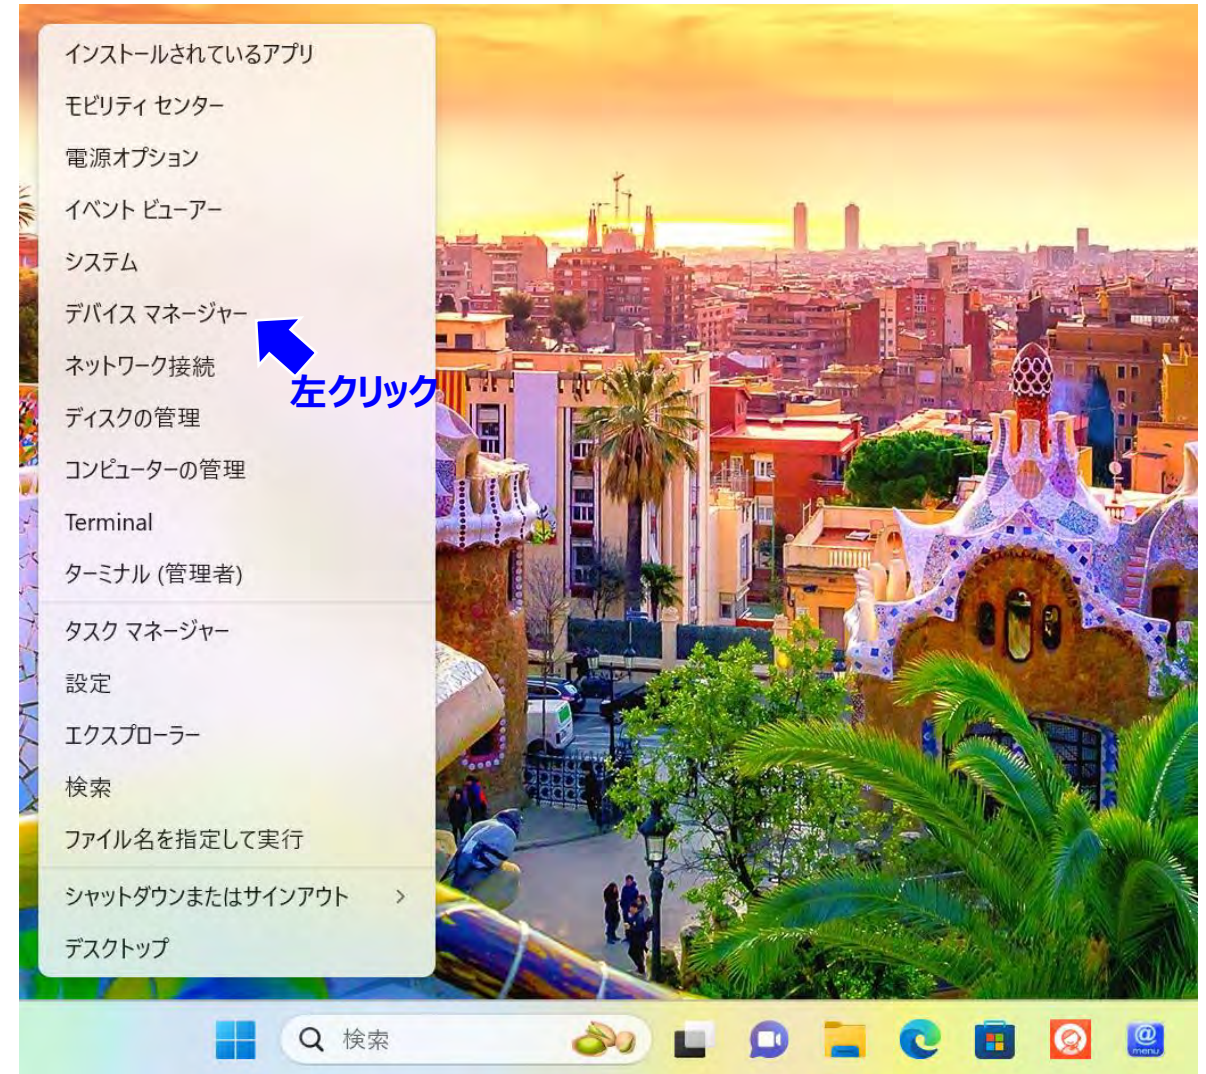 インストールされているアプリ
モビリティ センター
電源オプション
イベント ビューアー
システム
デバイス マネージャー
ネットワーク接続
左クリック
ディスクの管理
コンピューターの管理
Terminal
ターミナル (管理者)
タスク マネージャー
設定
エクスプローラー
検索
ファイル名を指定して実行
シャットダウンまたはサインアウト
デスクトップ
検索
@
menu